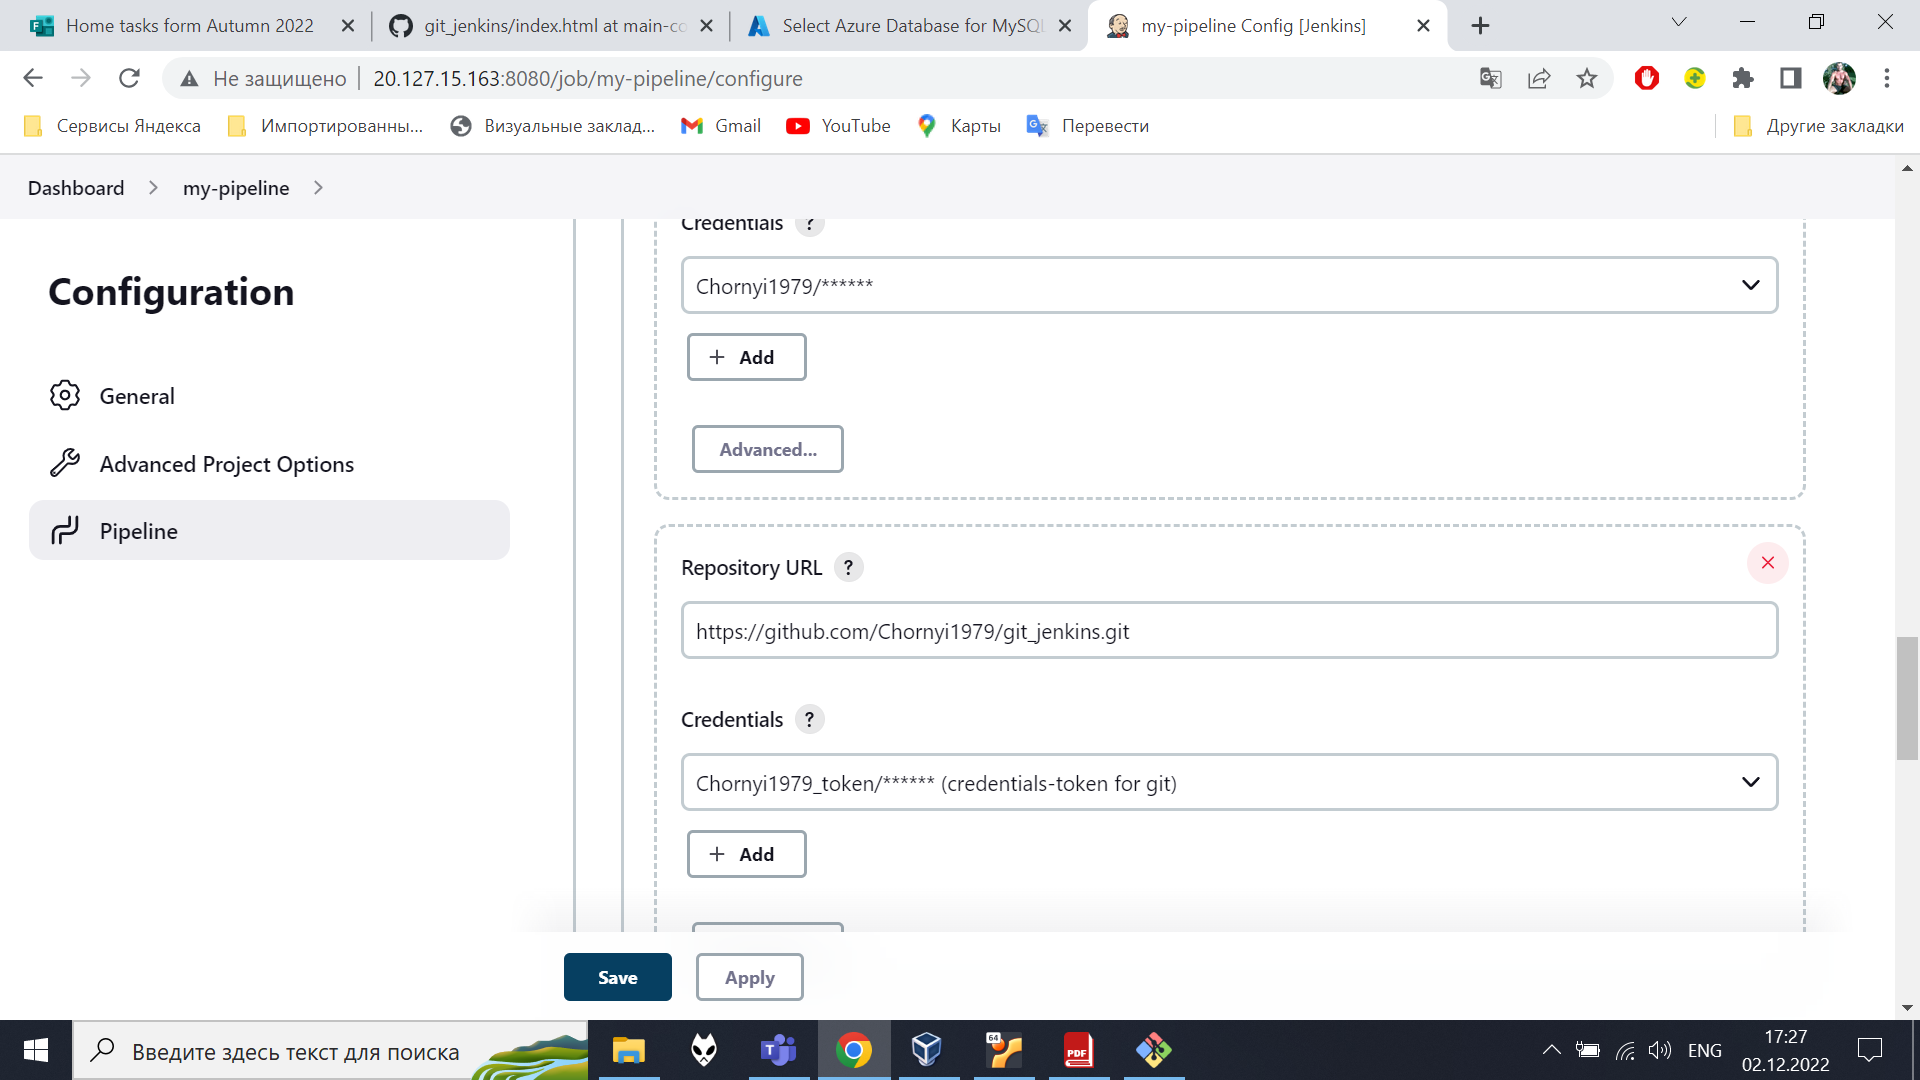 Home tasks form Autumn 2022
git_jenkins/index.html at main-co
Select Azure Database for MySQL
my-pipeline Config [Jenkins]
Не защищено
20.127.15.163:8080/job/my-pipeline/configure
Сервисы Яндекса
Импортированны...
Визуальные заклад...
Gmail
YouTube
Карты
Перевести
Другие закладки
Dashboard
my-pipeline
Configuration
General
Advanced Project Options
Pipeline
Credentials ?
Chornyi1979/******
+ Add
Advanced...
Repository URL ?
https://github.com/Chornyi1979/git_jenkins.git
Credentials ?
Chornyi1979_token/****** (credentials-token for git)
+ Add
Save
Apply
Введите здесь текст для поиска
64
PDF
ENG
17:27
02.12.2022